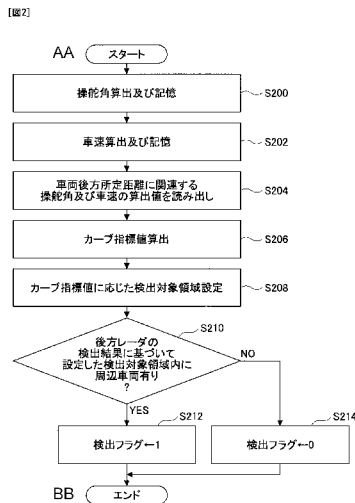 [図2]
AA
スタート
操舵角算出及び記憶
S200
車速算出及び記憶
S202
車両後方所定距離に関連する
操舵角及び車速の算出値を読み出し
S204
カーブ指標値算出
S206
カーブ指標値に応じた検出対象領域設定
S208
後方レーダの
検出結果に基づいて
設定した検出対象領域内に
周辺車両有り
?
S210
NO
YES
S212
S214
検出フラグ←1
検出フラグ←0
BB
エンド